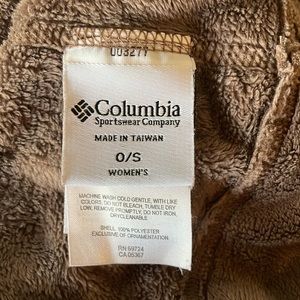 003277
Columbia
Sportswear Company
MADE IN TAIWAN
O/S
WOMEN'S
MACHINE WASH COLD GENTLE, WITH LIKE
COLORS, DO NOT BLEACH, TUMBLE DRY
LOW, REMOVE PROMPTLY, DO NOT IRON,
DRYCLEANABLE
SHELL: 100% POLYESTER
EXCLUSIVE OF ORNAMENTATION.
RN 69724
CA 05367